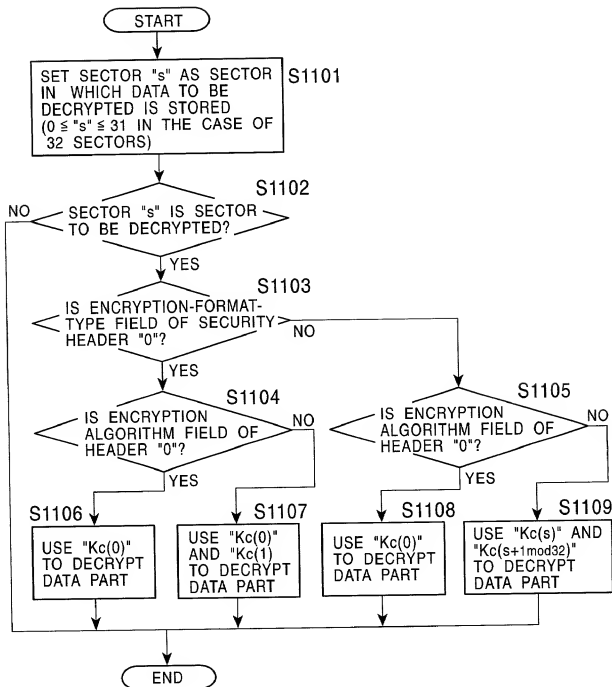 START
SET SECTOR "s" AS SECTOR
IN WHICH DATA TO BE
DECRYPTED IS STORED
(0 ≦ "s" ≦ 31 IN THE CASE OF
32 SECTORS)
S1101
S1102
NO
SECTOR "s" IS SECTOR
TO BE DECRYPTED?
YES
S1103
IS ENCRYPTION-FORMAT-
TYPE FIELD OF SECURITY
HEADER "0"?
NO
YES
S1104
IS ENCRYPTION
ALGORITHM FIELD OF
HEADER "0"?
NO
YES
S1105
IS ENCRYPTION
ALGORITHM FIELD OF
HEADER "0"?
NO
YES
S1106
USE "Kc(0)"
TO DECRYPT
DATA PART
S1107
USE "Kc(0)"
AND "Kc(1)
TO DECRYPT
DATA PART
S1108
USE "Kc(0)"
TO DECRYPT
DATA PART
S1109
USE "Kc(s)" AND
"Kc(s+1mod32)"
TO DECRYPT
DATA PART
END